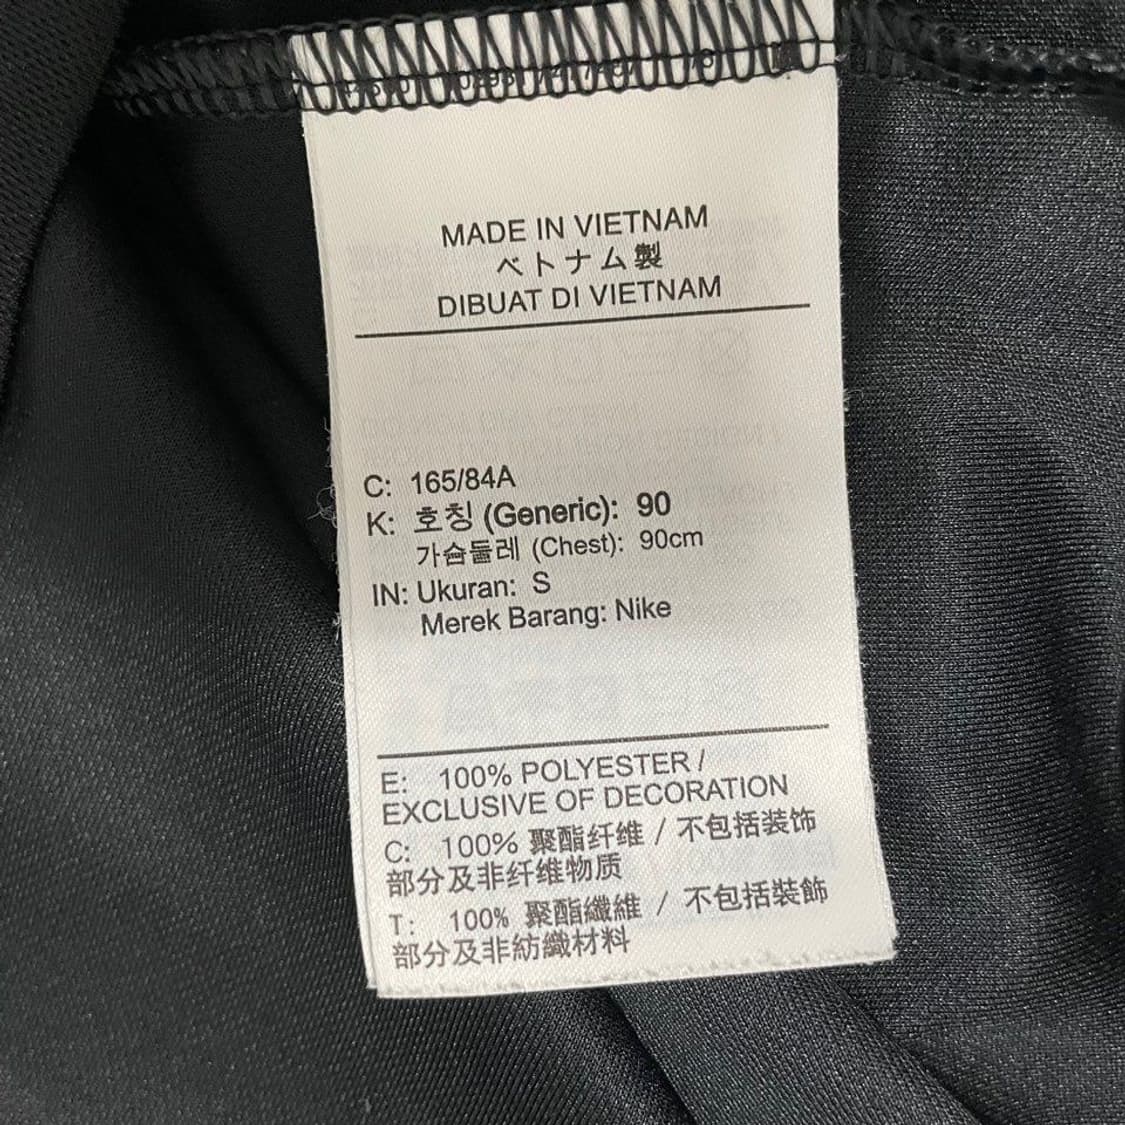 MADE IN VIETNAM
ベトナム製
DIBUAT DI VIETNAM
C: 165/84A
K: 호칭 (Generic): 90
가슴둘레 (Chest): 90cm
IN: Ukuran: S
Merek Barang: Nike
E: 100% POLYESTER /
EXCLUSIVE OF DECORATION
C: 100% 聚酯纤维 / 不包括装饰
部分及非纤维物质
T: 100% 聚酯纖維 / 不包括裝飾
部分及非紡織材料